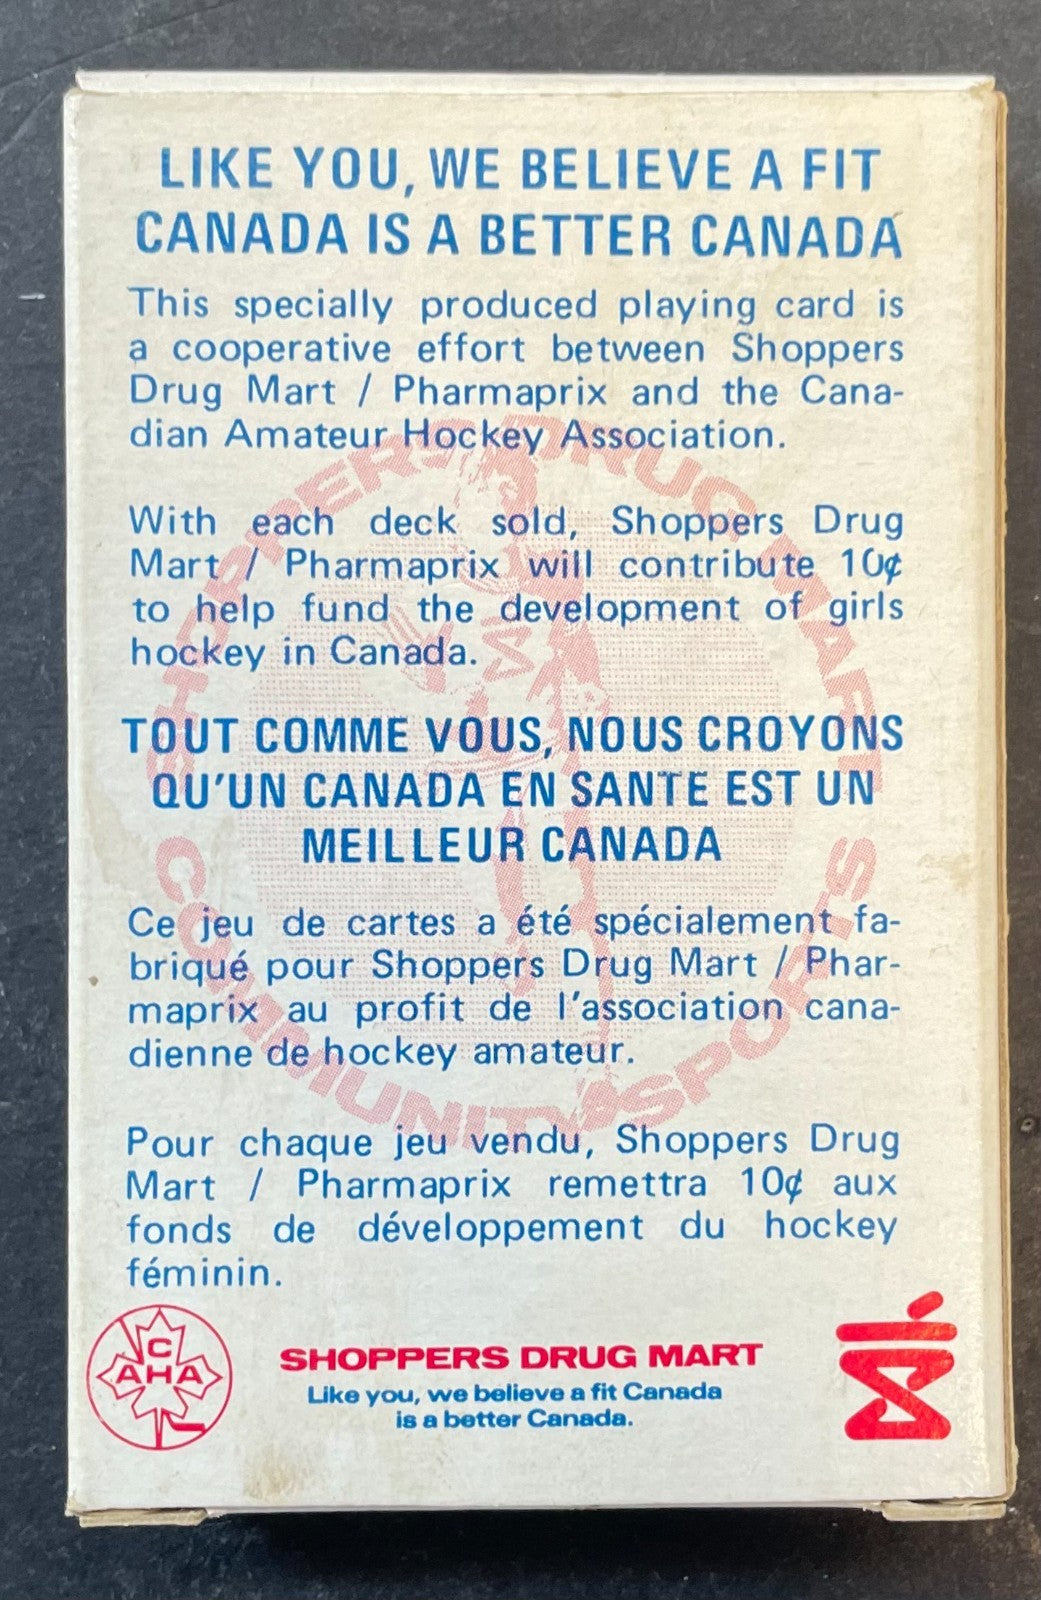 LIKE YOU, WE BELIEVE A FIT
CANADA IS A BETTER CANADA
This specially produced playing card is
a cooperative effort between Shoppers
Drug Mart / Pharmaprix and the Cana-
dian Amateur Hockey Association.
With each deck sold, Shoppers Drug
Mart / Pharmaprix will contribute 10¢
to help fund the development of girls
hockey in Canada.
TOUT COMME VOUS, NOUS CROYONS
QU'UN CANADA EN SANTE EST UN
MEILLEUR CANADA
Ce jeu de cartes a été spécialement fa-
briqué pour Shoppers Drug Mart / Phar-
maprix au profit de l'association cana-
dienne de hockey amateur.
Pour chaque jeu vendu, Shoppers Drug
Mart / Pharmaprix remettra 10¢ aux
fonds de développement du hockey
féminin.
SHOPPERS DRUG MART
COMMUNITY SPORTS
C
AHA
SHOPPERS DRUG MART
Like you, we believe a fit Canada
is a better Canada.